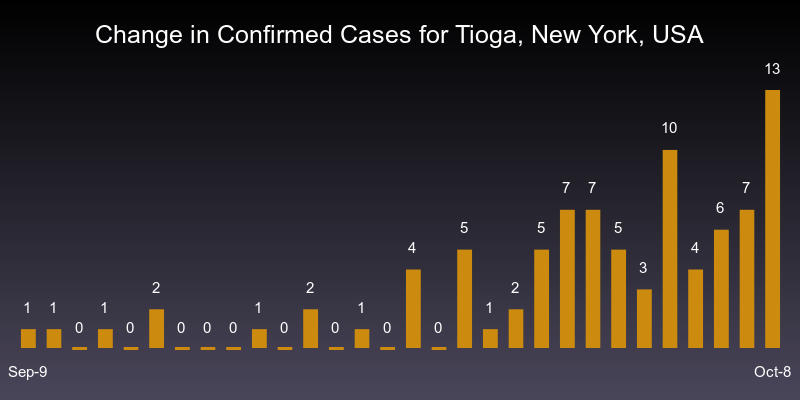 Change in Confirmed Cases for Tioga, New York, USA
1 1 0 1 0 2 0 0 0 1 0 2 0 1 0 4 0 5 1 2 5 7 7 5 3 10 4 6 7 13
Sep-9 Oct-8